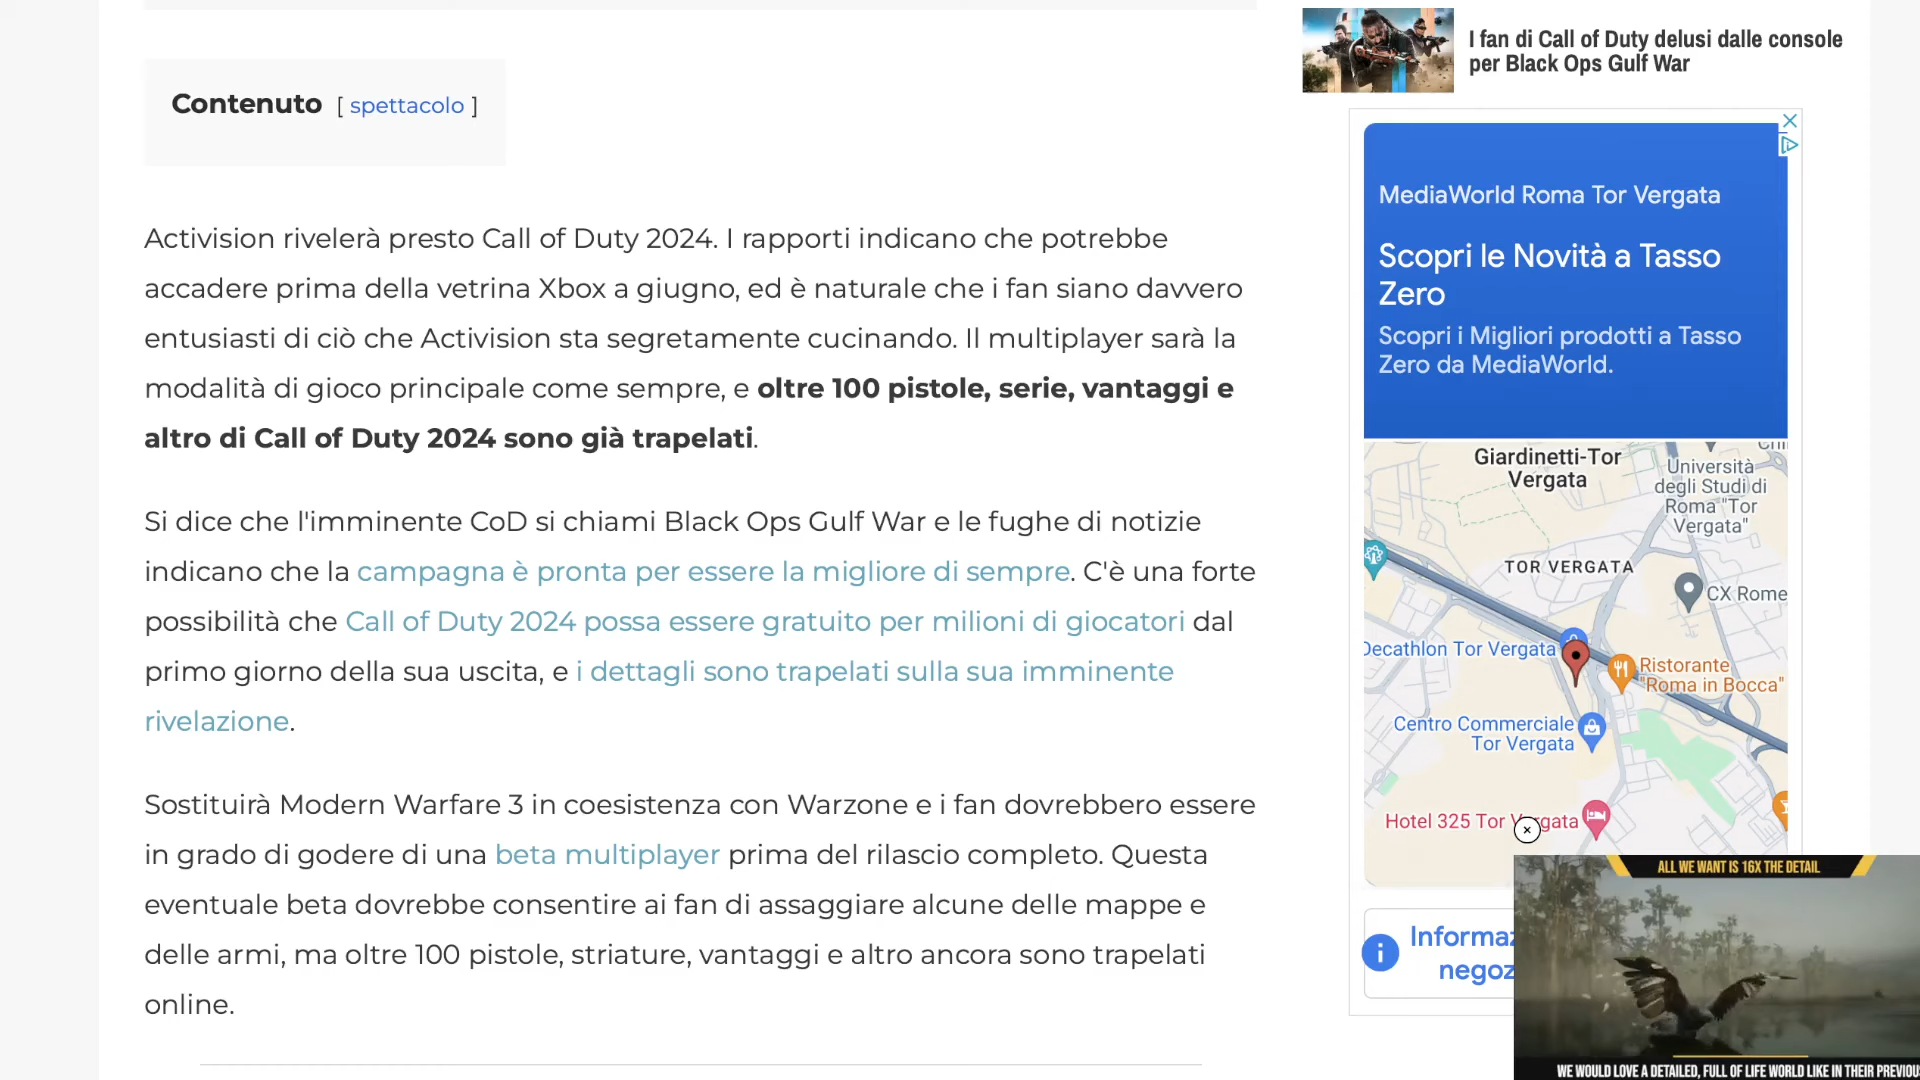 Contenuto [ spettacolo ]
Activision rivelerà presto Call of Duty 2024. I rapporti indicano che potrebbe
accadere prima della vetrina Xbox a giugno, ed è naturale che i fan siano davvero
entusiasti di ciò che Activision sta segretamente cucinando. Il multiplayer sarà la
modalità di gioco principale come sempre, e oltre 100 pistole, serie, vantaggi e
altro di Call of Duty 2024 sono già trapelati.
Si dice che l'imminente CoD si chiami Black Ops Gulf War e le fughe di notizie
indicano che la campagna è pronta per essere la migliore di sempre. C'è una forte
possibilità che Call of Duty 2024 possa essere gratuito per milioni di giocatori dal
primo giorno della sua uscita, e i dettagli sono trapelati sulla sua imminente
rivelazione.
Sostituirà Modern Warfare 3 in coesistenza con Warzone e i fan dovrebbero essere
in grado di godere di una beta multiplayer prima del rilascio completo. Questa
eventuale beta dovrebbe consentire ai fan di assaggiare alcune delle mappe e
delle armi, ma oltre 100 pistole, striature, vantaggi e altro ancora sono trapelati
online.
I fan di Call of Duty delusi dalle console
per Black Ops Gulf War
MediaWorld Roma Tor Vergata
Scopri le Novità a Tasso
Zero
Scopri i Migliori prodotti a Tasso
Zero da MediaWorld.
Giardinetti-Tor
Vergata
Università
degli Studi di
Roma "Tor
Vergata"
TOR VERGATA
CX Rome
Decathlon Tor Vergata
Ristorante
"Roma in Bocca"
Centro Commerciale
Tor Vergata
Hotel 325 Tor Vergata
Informaz
negoz
ALL WE WANT IS 16X THE DETAIL
WE WOULD LOVE A DETAILED, FULL OF LIFE WORLD LIKE IN THEIR PREVIOU